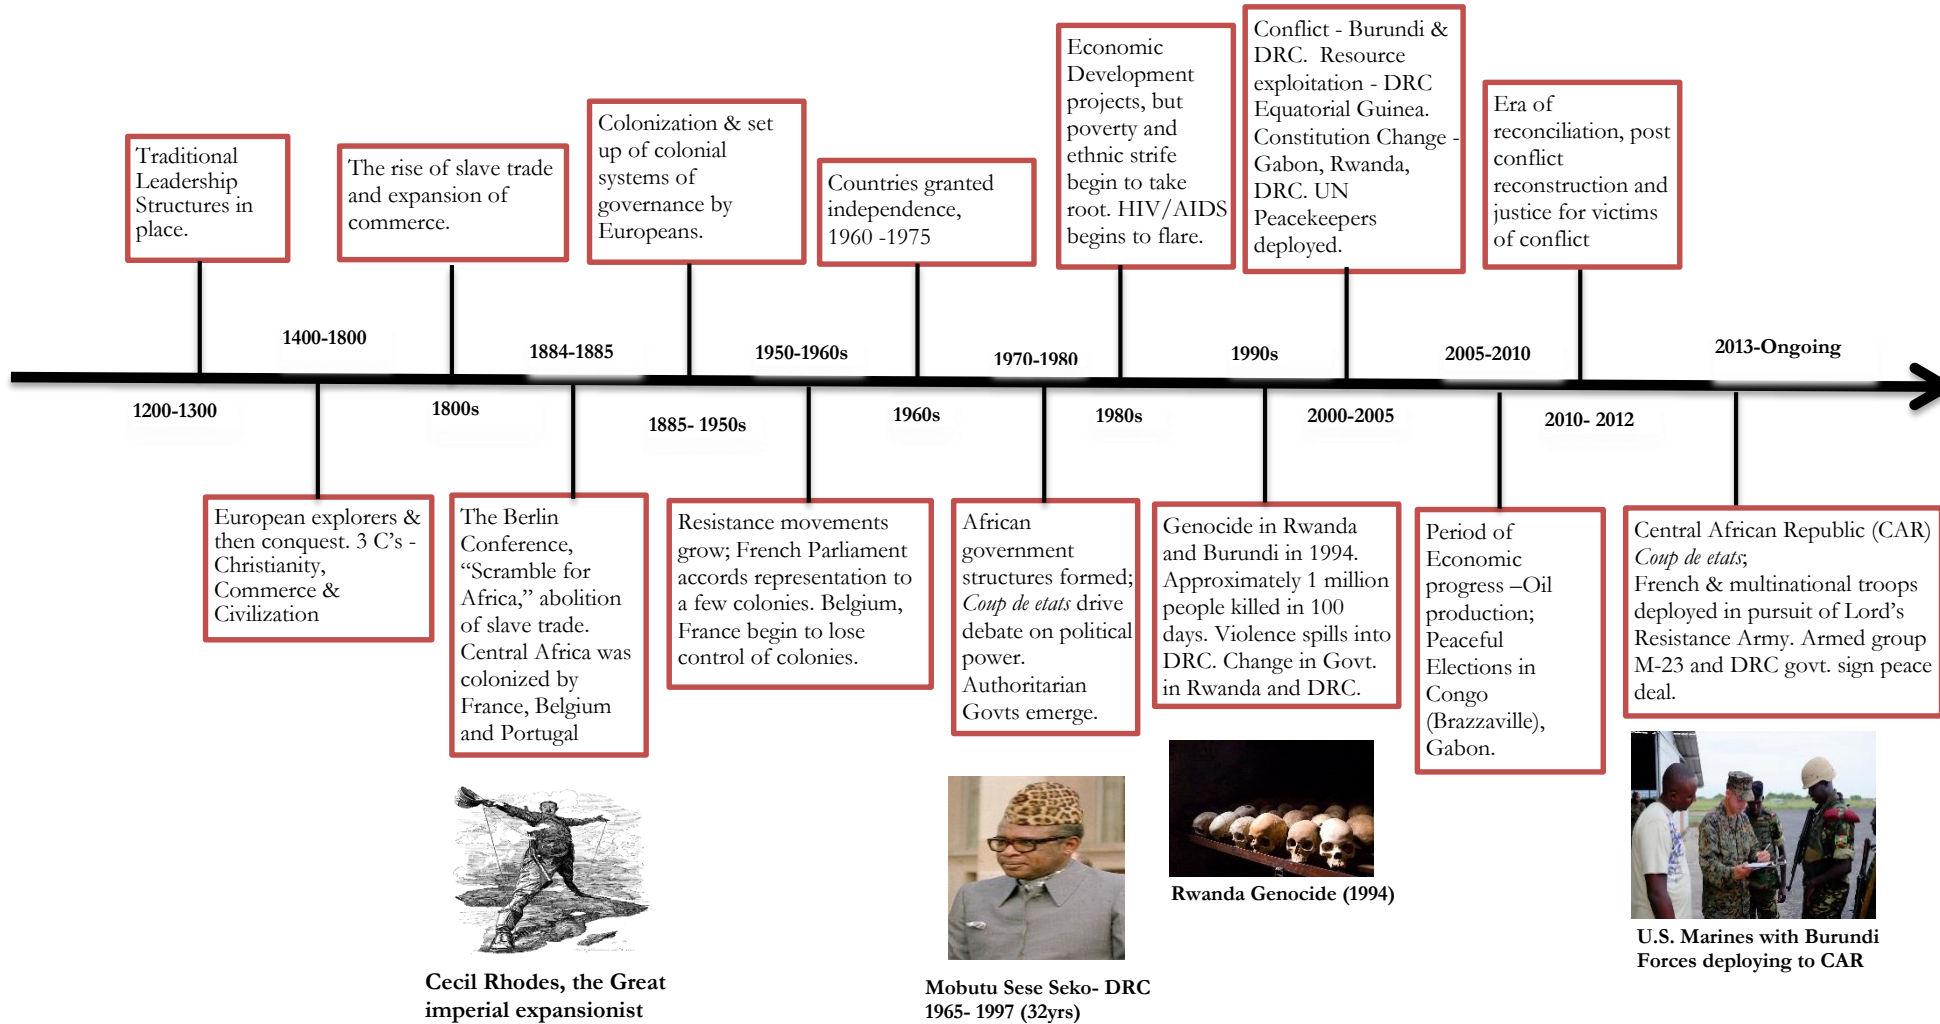 Traditional
Leadership
Structures in
place.
The rise of slave trade
and expansion of
commerce.
Colonization & set
up of colonial
systems of
governance by
Europeans.
Countries granted
independence,
1960 -1975
Economic
Development
projects, but
poverty and
ethnic strife
begin to take
root. HIV/AIDS
begins to flare.
Conflict - Burundi &
DRC.  Resource
exploitation - DRC
Equatorial Guinea.
Constitution Change -
Gabon, Rwanda,
DRC. UN
Peacekeepers
deployed.
Era of
reconciliation, post
conflict
reconstruction and
justice for victims
of conflict
1400-1800
1884-1885
1950-1960s
1970-1980
1990s
2005-2010
2013-Ongoing
1200-1300
1800s
1885- 1950s
1960s
1980s
2000-2005
2010- 2012
European explorers &
then conquest. 3 C’s -
Christianity,
Commerce &
Civilization
The Berlin
Conference,
“Scramble for
Africa,” abolition
of slave trade.
Central Africa was
colonized by
France, Belgium
and Portugal
Resistance movements
grow; French Parliament
accords representation to
a few colonies. Belgium,
France begin to lose
control of colonies.
African
government
structures formed;
Coup de etats drive
debate on political
power.
Authoritarian
Govts emerge.
Genocide in Rwanda
and Burundi in 1994.
Approximately 1 million
people killed in 100
days. Violence spills into
DRC. Change in Govt.
in Rwanda and DRC.
Period of
Economic
progress –Oil
production;
Peaceful
Elections in
Congo
(Brazzaville),
Gabon.
Central African Republic (CAR)
Coup de etats;
French & multinational troops
deployed in pursuit of Lord’s
Resistance Army. Armed group
M-23 and DRC govt. sign peace
deal.
Cecil Rhodes, the Great
imperial expansionist
Mobutu Sese Seko- DRC
1965- 1997 (32yrs)
Rwanda Genocide (1994)
U.S. Marines with Burundi
Forces deploying to CAR